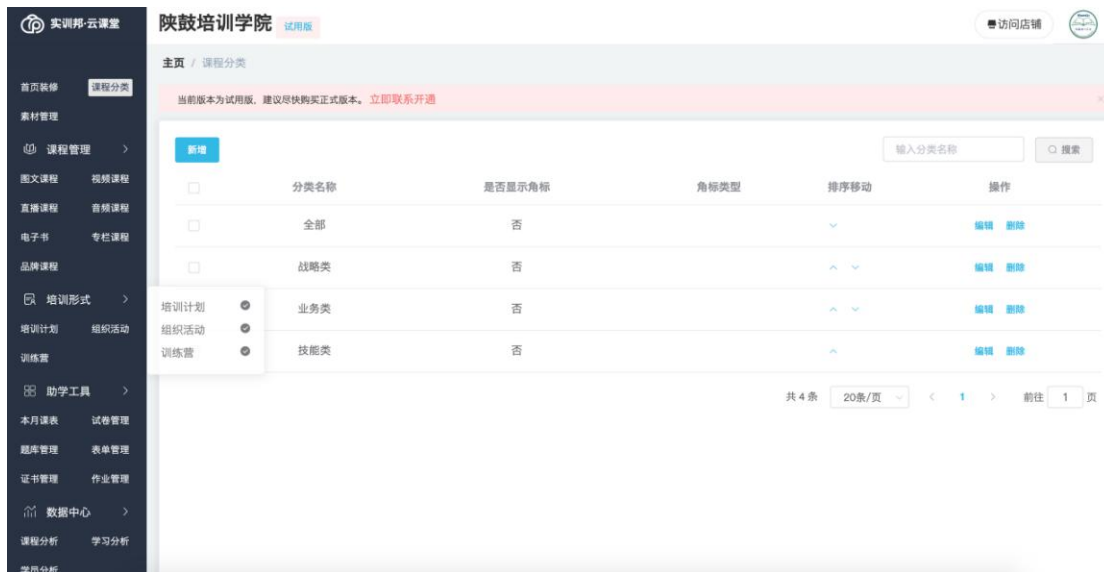 实训邦·云课堂
陕鼓培训学院 试用版
访问店铺
主页 / 课程分类
首页装修 课程分类
素材管理
当前版本为试用版，建议尽快购买正式版本。立即联系开通
课程管理
图文课程 视频课程
直播课程 音频课程
电子书 专栏课程
品牌课程
培训形式
培训计划 组织活动
训练营
助学工具
本月课表 试卷管理
题库管理 表单管理
证书管理 作业管理
数据中心
课程分析 学习分析
学员分析
新增 输入分类名称 搜索
分类名称 是否显示角标 角标类型 排序移动 操作
全部 否 编辑 删除
战略类 否 编辑 删除
业务类 否 编辑 删除
技能类 否 编辑 删除
培训计划
组织活动
训练营
共 4 条 20条/页 1 前往 1 页